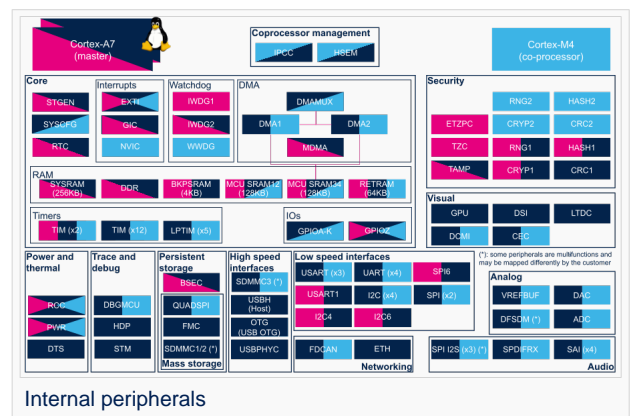 Cortex-A7
(master)
Coprocessor management
IPCC
HSEM
Cortex-M4
(co-processor)
Core
STGEN
SYSCFG
RTC
Interrupts
EXTI
GIC
NVIC
Watchdog
IWDG1
IWDG2
WWDG
DMA
DMAMUX
DMA1
DMA2
MDMA
Security
RNG2
HASH2
ETZPC
CRYP2
CRC2
TZC
RNG1
HASH1
TAMP
CRYP1
CRC1
RAM
SYSRAM
(256KB)
DDR
BKPSRAM
(4KB)
MCU SRAM12
(128KB)
MCU SRAM34
(128KB)
RETRAM
(64KB)
Timers
TIM (x2)
TIM (x12)
LPTIM (x5)
IOs
GPIOA-K
GPIOZ
Visual
GPU
DSI
LTDC
DCMI
CEC
(*): some peripherals are multifunctions and
may be mapped differently by the customer
Power and
thermal
RCC
PWR
DTS
Trace and
debug
DBGMCU
HDP
STM
Persistent
storage
BSEC
QUADSPI
FMC
SDMMC1/2 (*)
Mass storage
High speed
interfaces
SDMMC3 (*)
USBH
(Host)
OTG
(USB OTG)
USBPHYC
Low speed interfaces
USART (x3)
UART (x4)
SPI6
USART1
I2C (x4)
SPI (x2)
I2C4
I2C6
FDCAN
ETH
Networking
Analog
VREFBUF
DAC
DFSDM (*)
ADC
SPI I2S (x3) (*)
SPDIFRX
SAI (x4)
Audio
Internal peripherals